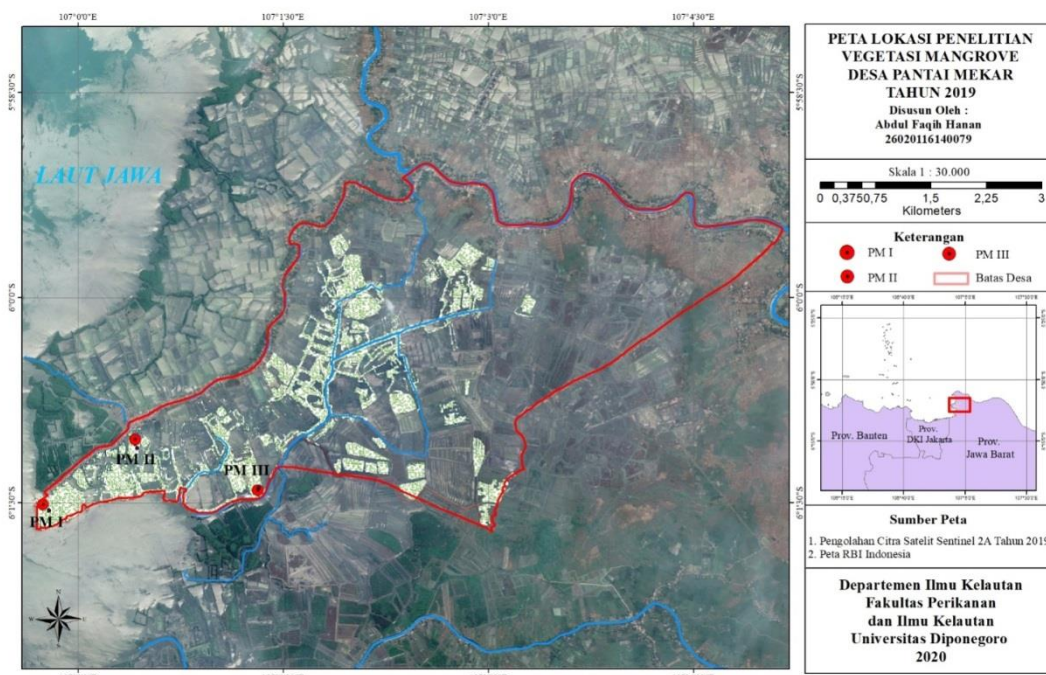 107°0'0"E 107°1'30"E 107°3'0"E 107°4'30"E
5°58'30"S
6°0'0"S
6°1'30"S
LAUT JAWA
PM II
PM III
PM I
5°58'30"S
6°0'0"S
6°1'30"S
PETA LOKASI PENELITIAN
VEGETASI MANGROVE
DESA PANTAI MEKAR
TAHUN 2019
Disusun Oleh :
Abdul Faqih Hanan
26020116140079
Skala 1 : 30.000
0 0,375 0,75 1,5 2,25 3
Kilometers
Keterangan
PM I PM III
PM II Batas Desa
Prov. Banten
Prov.
DKI Jakarta
Prov.
Jawa Barat
Sumber Peta
1. Pengolahan Citra Satelit Sentinel 2A Tahun 2019
2. Peta RBI Indonesia
Departemen Ilmu Kelautan
Fakultas Perikanan
dan Ilmu Kelautan
Universitas Diponegoro
2020